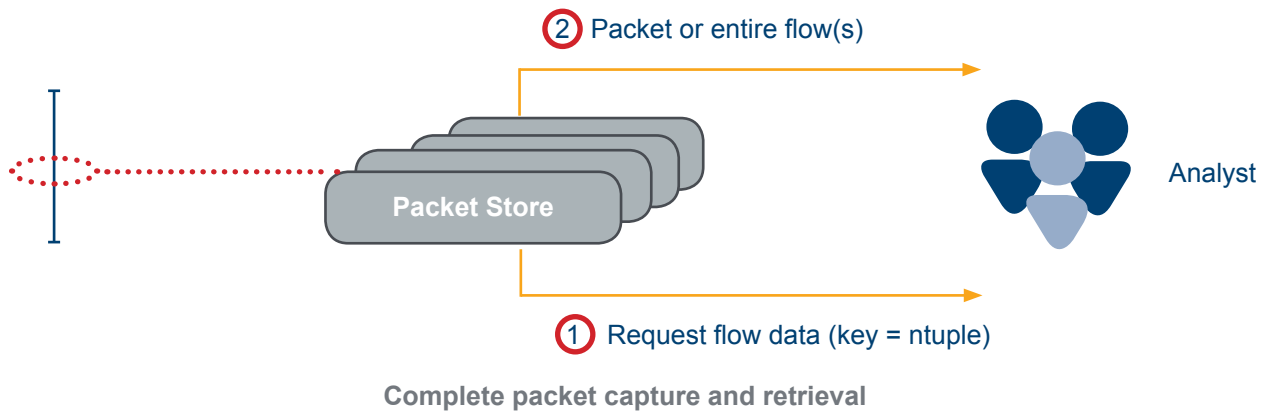 2 Packet or entire flow(s)
Packet Store
Analyst
1 Request flow data (key = ntuple)
Complete packet capture and retrieval